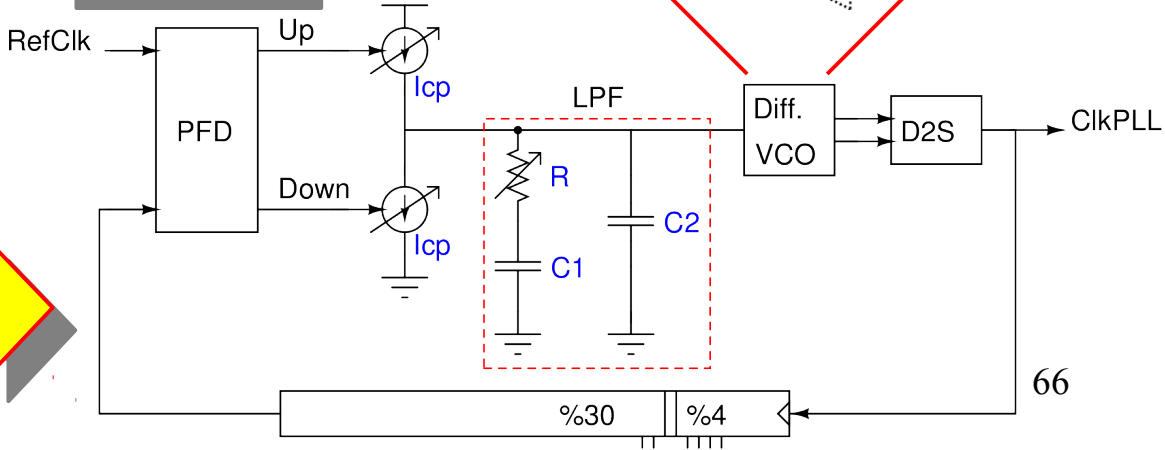 RefClk
Up
Icp
PFD
LPF
Diff.
VCO
D2S
ClkPLL
R
Down
C2
Icp
C1
66
%30
%4